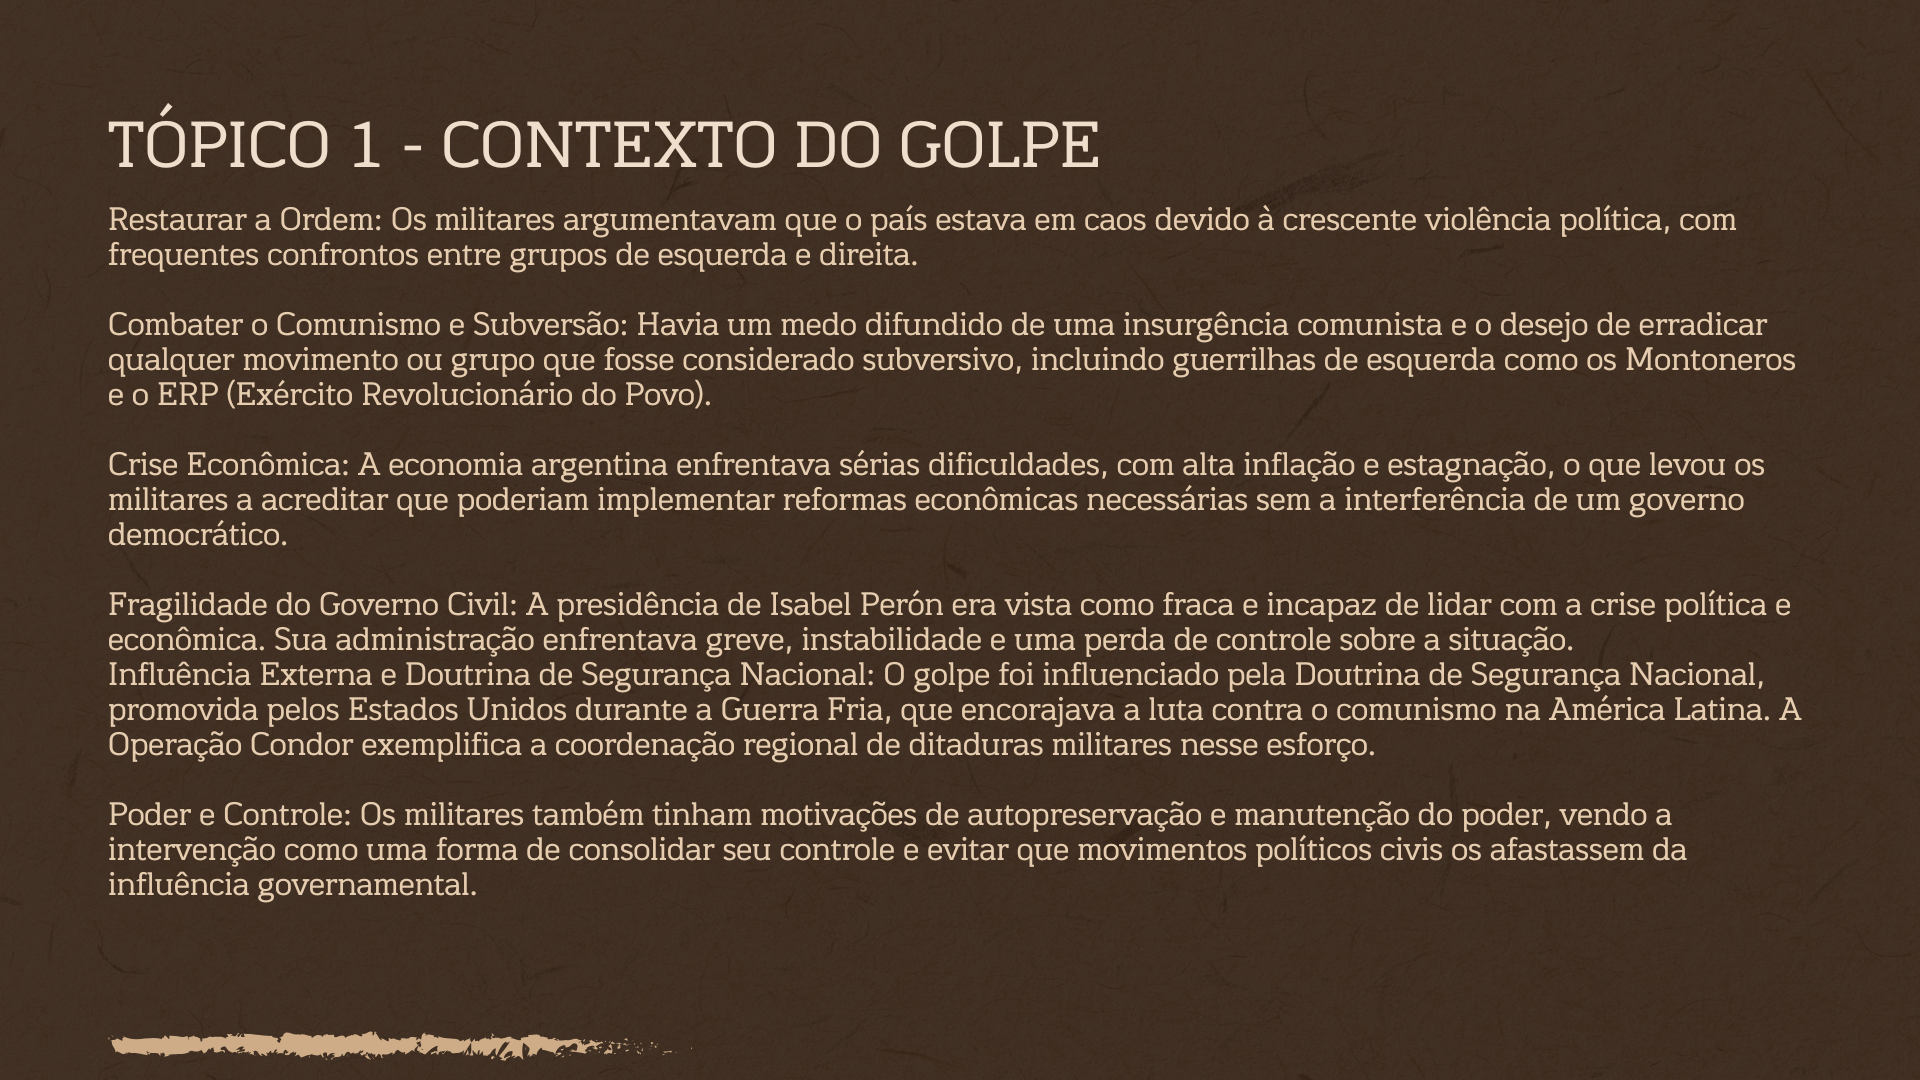 TÓPICO 1 - CONTEXTO DO GOLPE
Restaurar a Ordem: Os militares argumentavam que o país estava em caos devido à crescente violência política, com
frequentes confrontos entre grupos de esquerda e direita.
Combater o Comunismo e Subversão: Havia um medo difundido de uma insurgência comunista e o desejo de erradicar
qualquer movimento ou grupo que fosse considerado subversivo, incluindo guerrilhas de esquerda como os Montoneros
e o ERP (Exército Revolucionário do Povo).
Crise Econômica: A economia argentina enfrentava sérias dificuldades, com alta inflação e estagnação, o que levou os
militares a acreditar que poderiam implementar reformas econômicas necessárias sem a interferência de um governo
democrático.
Fragilidade do Governo Civil: A presidência de Isabel Perón era vista como fraca e incapaz de lidar com a crise política e
econômica. Sua administração enfrentava greve, instabilidade e uma perda de controle sobre a situação.
Influência Externa e Doutrina de Segurança Nacional: O golpe foi influenciado pela Doutrina de Segurança Nacional,
promovida pelos Estados Unidos durante a Guerra Fria, que encorajava a luta contra o comunismo na América Latina. A
Operação Condor exemplifica a coordenação regional de ditaduras militares nesse esforço.
Poder e Controle: Os militares também tinham motivações de autopreservação e manutenção do poder, vendo a
intervenção como uma forma de consolidar seu controle e evitar que movimentos políticos civis os afastassem da
influência governamental.